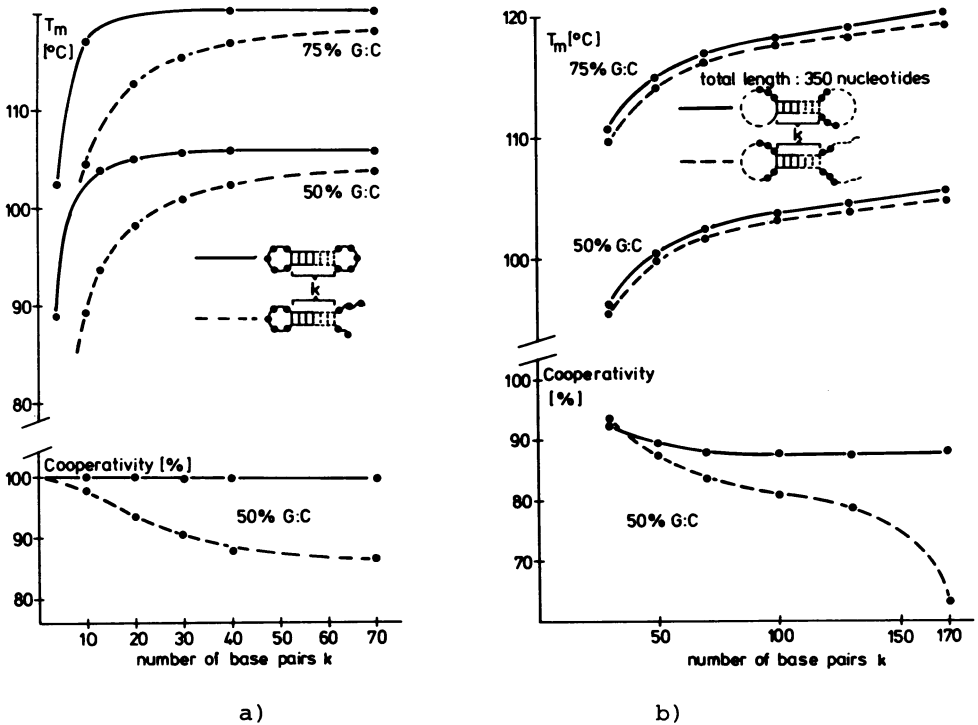 Tm
[°C]
110
100
90
80
75% G:C
50% G:C
k
Cooperativity [%]
100
90
80
50% G:C
10 20 30 40 50 60 70
number of base pairs k
a)
120
Tm[°C]
110
100
75% G:C
total length : 350 nucleotides
k
50% G:C
Cooperativity
[%]
100
90
80
70
50% G:C
50 100 150 170
number of base pairs k
b)